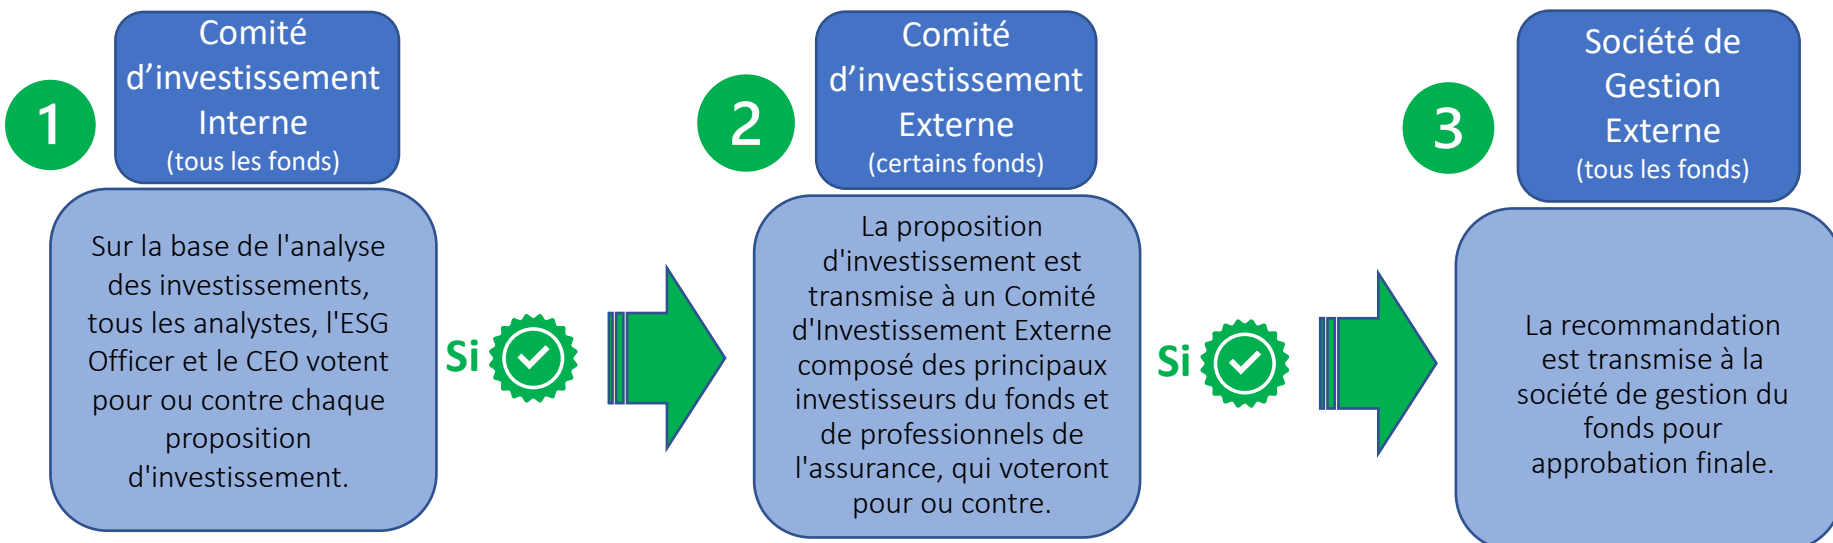 1
Comité
d’investissement
Interne
(tous les fonds)
Sur la base de l'analyse
des investissements,
tous les analystes, l'ESG
Officer et le CEO votent
pour ou contre chaque
proposition
d'investissement.
Si
2
Comité
d’investissement
Externe
(certains fonds)
La proposition
d'investissement est
transmise à un Comité
d'Investissement Externe
composé des principaux
investisseurs du fonds et
de professionnels de
l'assurance, qui voteront
pour ou contre.
Si
3
Société de
Gestion
Externe
(tous les fonds)
La recommandation
est transmise à la
société de gestion du
fonds pour
approbation finale.